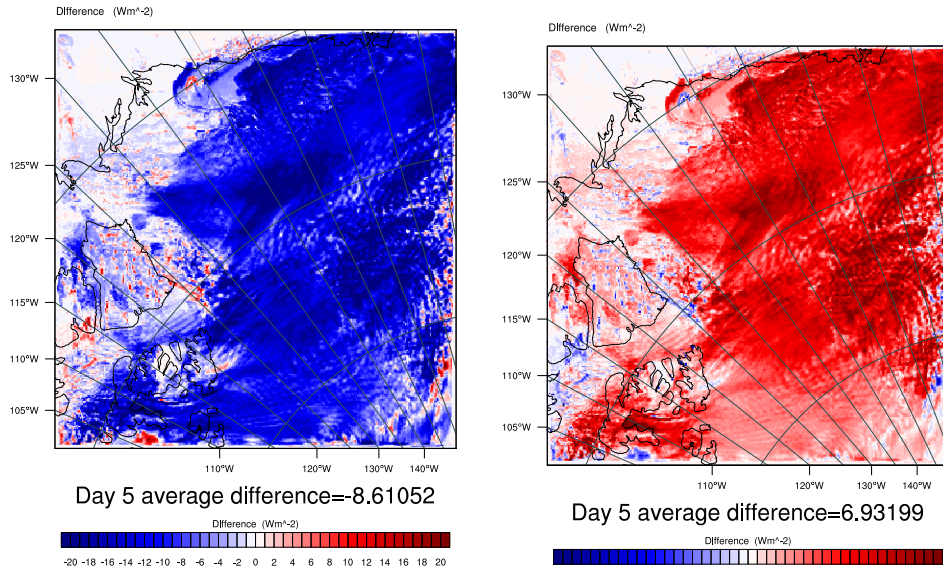 DIfference (Wm^-2)
130°W
125°W
120°W
115°W
110°W
105°W
110°W 120°W 130°W 140°W
Day 5 average difference=-8.61052
DIfference (Wm^-2)
-20 -18 -16 -14 -12 -10 -8 -6 -4 -2 0 2 4 6 8 10 12 14 16 18 20
DIfference (Wm^-2)
130°W
125°W
120°W
115°W
110°W
105°W
110°W 120°W 130°W 140°W
Day 5 average difference=6.93199
DIfference (Wm^-2)